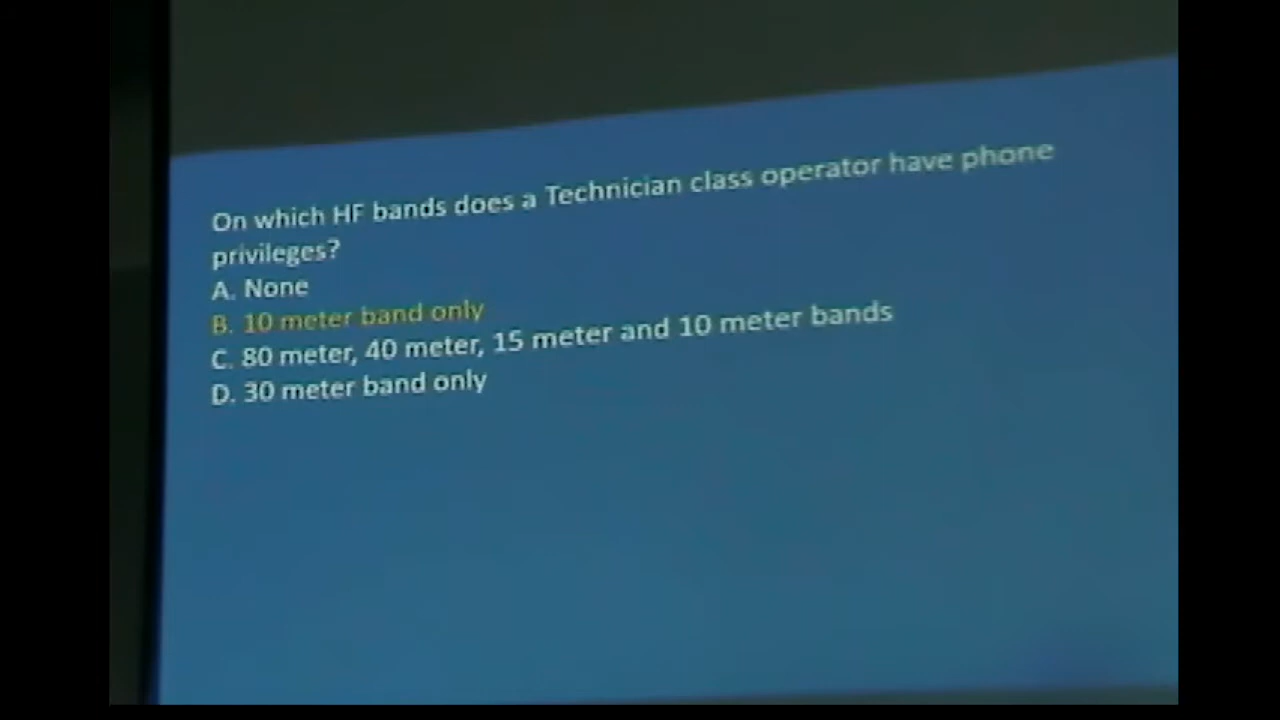 On which HF bands does a Technician class operator have phone
privileges?
A. None
B. 10 meter band only
C. 80 meter, 40 meter, 15 meter and 10 meter bands
D. 30 meter band only